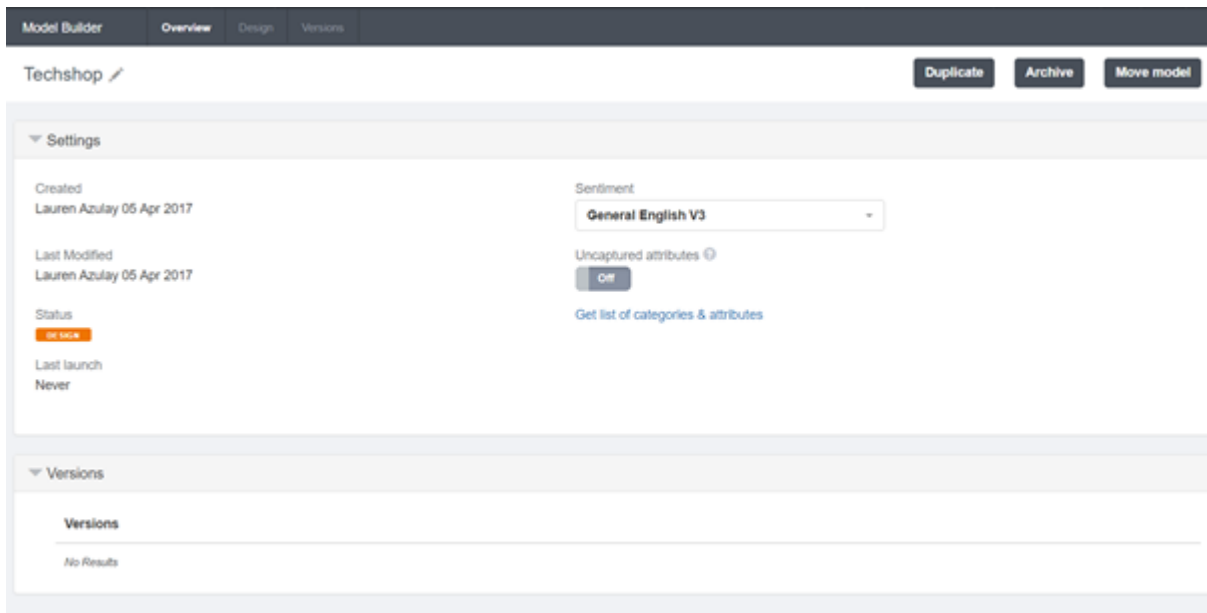 Model Builder Overview Design Versions
Techshop Duplicate Archive Move model
Settings
Created
Lauren Azulay 05 Apr 2017
Sentiment
General English V3
Last Modified
Lauren Azulay 05 Apr 2017
Uncaptured attributes
Off
Status
DESIGN
Get list of categories & attributes
Last launch
Never
Versions
Versions
No Results